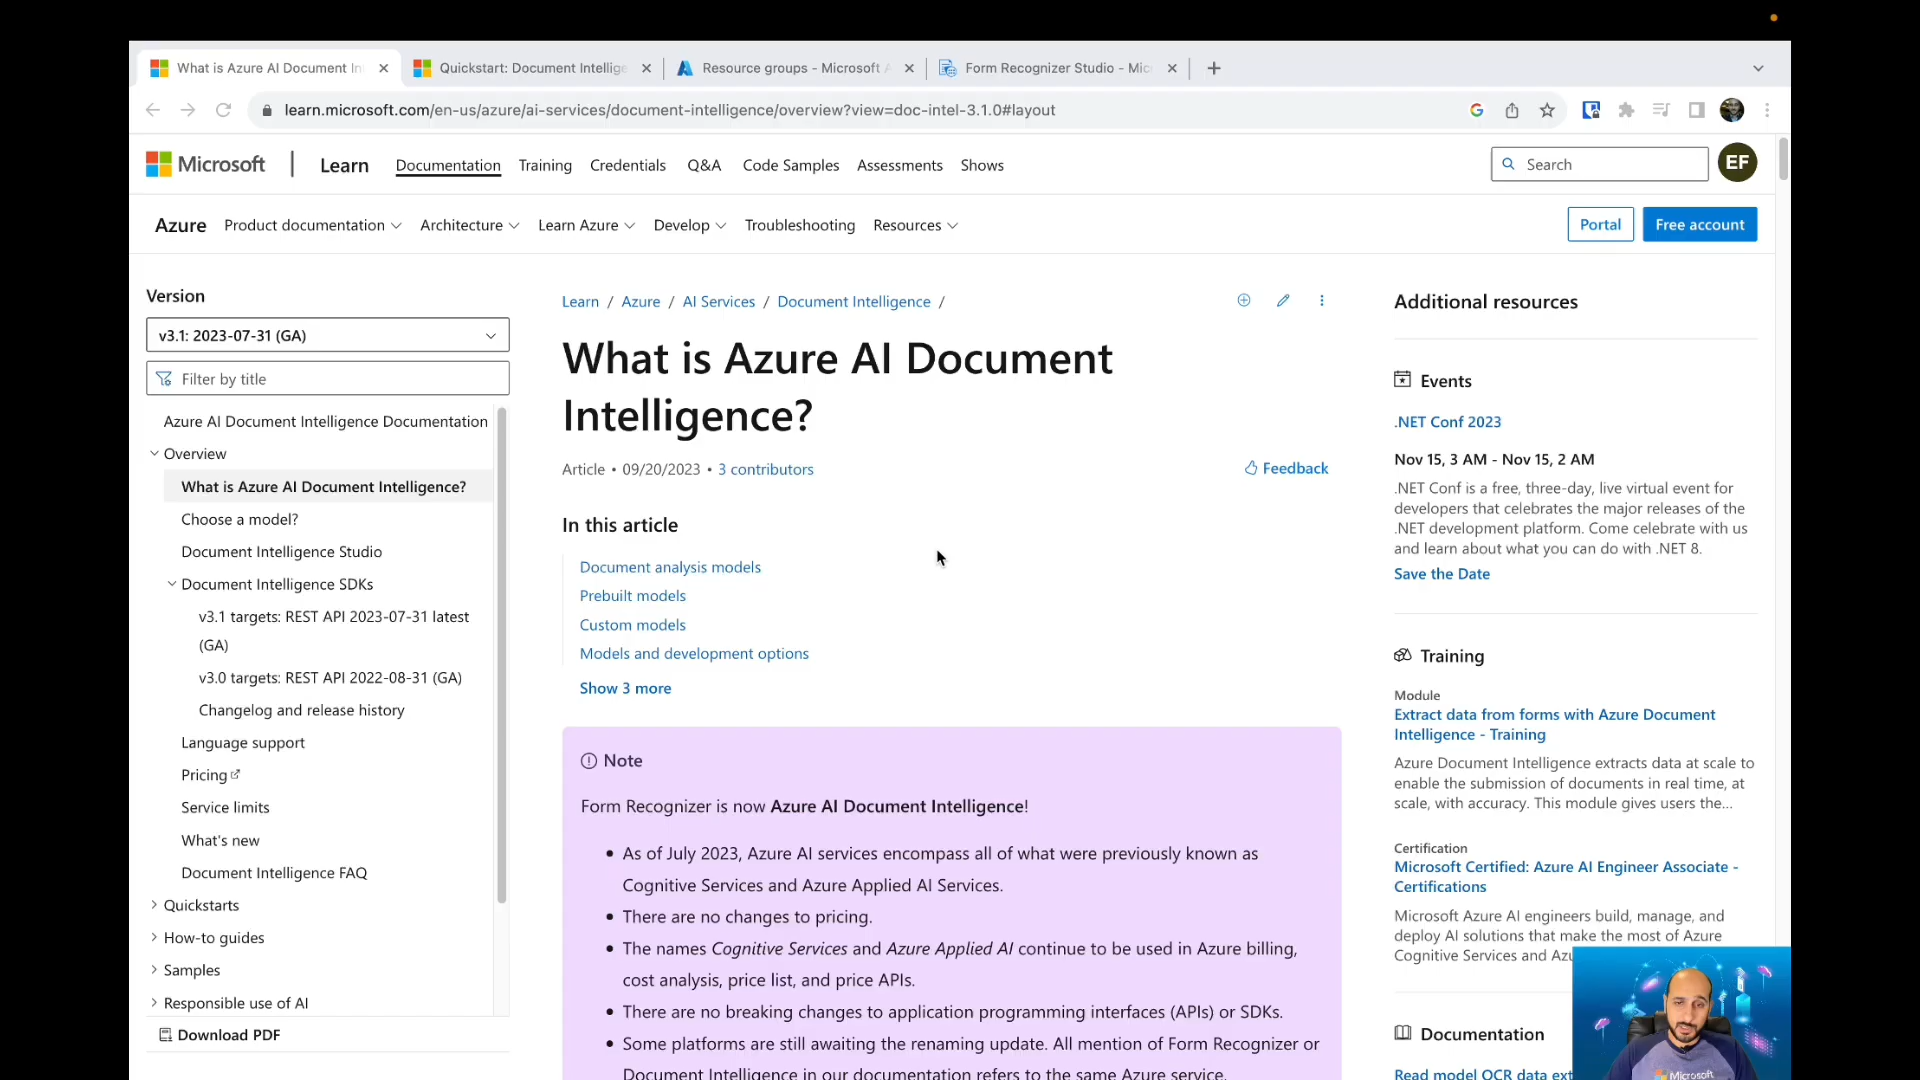 What is Azure AI Document In
Quickstart: Document Intellige
Resource groups - Microsoft A
Form Recognizer Studio - Mic
learn.microsoft.com/en-us/azure/ai-services/document-intelligence/overview?view=doc-intel-3.1.0#layout
Microsoft
Learn
Documentation
Training
Credentials
Q&A
Code Samples
Assessments
Shows
Search
EF
Azure
Product documentation
Architecture
Learn Azure
Develop
Troubleshooting
Resources
Portal
Free account
Version
v3.1: 2023-07-31 (GA)
Filter by title
Azure AI Document Intelligence Documentation
Overview
What is Azure AI Document Intelligence?
Choose a model?
Document Intelligence Studio
Document Intelligence SDKs
v3.1 targets: REST API 2023-07-31 latest
(GA)
v3.0 targets: REST API 2022-08-31 (GA)
Changelog and release history
Language support
Pricing
Service limits
What's new
Document Intelligence FAQ
Quickstarts
How-to guides
Samples
Responsible use of AI
Download PDF
Learn / Azure / AI Services / Document Intelligence /
What is Azure AI Document
Intelligence?
Article • 09/20/2023 • 3 contributors
Feedback
In this article
Document analysis models
Prebuilt models
Custom models
Models and development options
Show 3 more
Note
Form Recognizer is now Azure AI Document Intelligence!
• As of July 2023, Azure AI services encompass all of what were previously known as
Cognitive Services and Azure Applied AI Services.
• There are no changes to pricing.
• The names Cognitive Services and Azure Applied AI continue to be used in Azure billing,
cost analysis, price list, and price APIs.
• There are no breaking changes to application programming interfaces (APIs) or SDKs.
• Some platforms are still awaiting the renaming update. All mention of Form Recognizer or
Document Intelligence in our documentation refers to the same Azure service.
Additional resources
Events
.NET Conf 2023
Nov 15, 3 AM - Nov 15, 2 AM
.NET Conf is a free, three-day, live virtual event for
developers that celebrates the major releases of the
.NET development platform. Come celebrate with us
and learn about what you can do with .NET 8.
Save the Date
Training
Module
Extract data from forms with Azure Document
Intelligence - Training
Azure Document Intelligence extracts data at scale to
enable the submission of documents in real time, at
scale, with accuracy. This module gives users the...
Certification
Microsoft Certified: Azure AI Engineer Associate -
Certifications
Microsoft Azure AI engineers build, manage, and
deploy AI solutions that make the most of Azure
Cognitive Services and Azu
Documentation
Read model OCR data ext
Microsoft